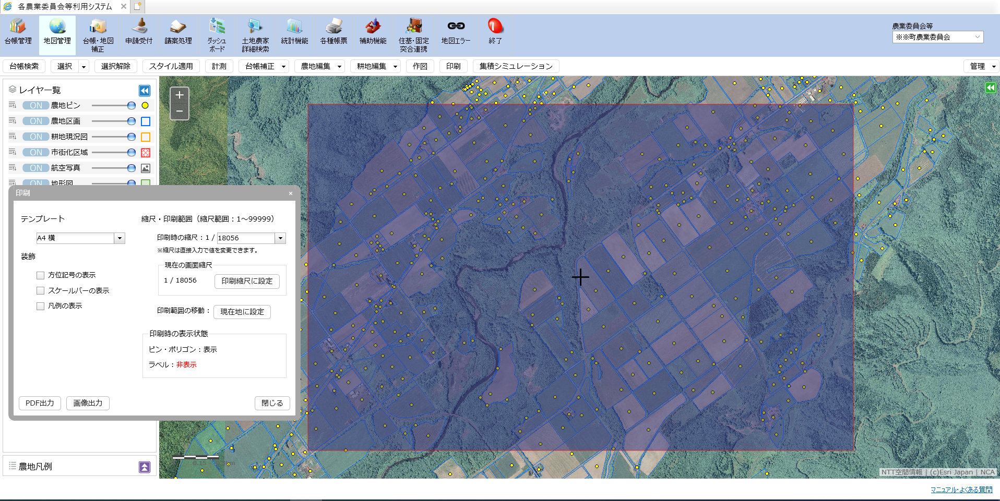 各農業委員会等利用システム
台帳管理
地図管理
台帳・地図
補正
申請受付
議案処理
ダッシュ
ボード
土地農家
詳細検索
統計機能
各種帳票
補助機能
住基・固定
突合連携
地図エラー
終了
農業委員会等
※※町農業委員会
台帳検索
選択
選択解除
スタイル適用
計測
台帳補正
農地編集
耕地編集
作図
印刷
集積シミュレーション
管理
レイヤ一覧
ON 農地ピン
ON 農地区画
ON 耕地現況図
ON 市街化区域
ON 航空写真
ON 地形図
印刷
テンプレート
A4 横
装飾
方位記号の表示
スケールバーの表示
凡例の表示
縮尺・印刷範囲（縮尺範囲：1～99999）
印刷時の縮尺：1 / 18056
※縮尺は直接入力で値を変更できます。
現在の画面縮尺
1 / 18056
印刷縮尺に設定
印刷範囲の移動：
現在地に設定
印刷時の表示状態
ピン・ポリゴン：表示
ラベル：非表示
PDF出力
画像出力
閉じる
農地凡例
0.15
NTT空間情報 | (c)Esri Japan | NCA
マニュアル・よくある質問